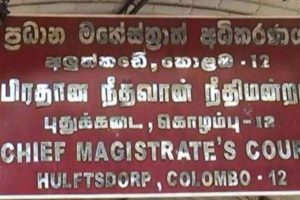 ප්‍රධාන මහේස්ත්‍රාත් අධිකරණය
අලුත්කඩේ, කොළඹ - 12
பிரதான நீதவான் நீதிமன்ற
புதுக்கடை, கொழும்பு -12
CHIEF MAGISTRATE'S COU
HULFTSDORP, COLOMBO - 12